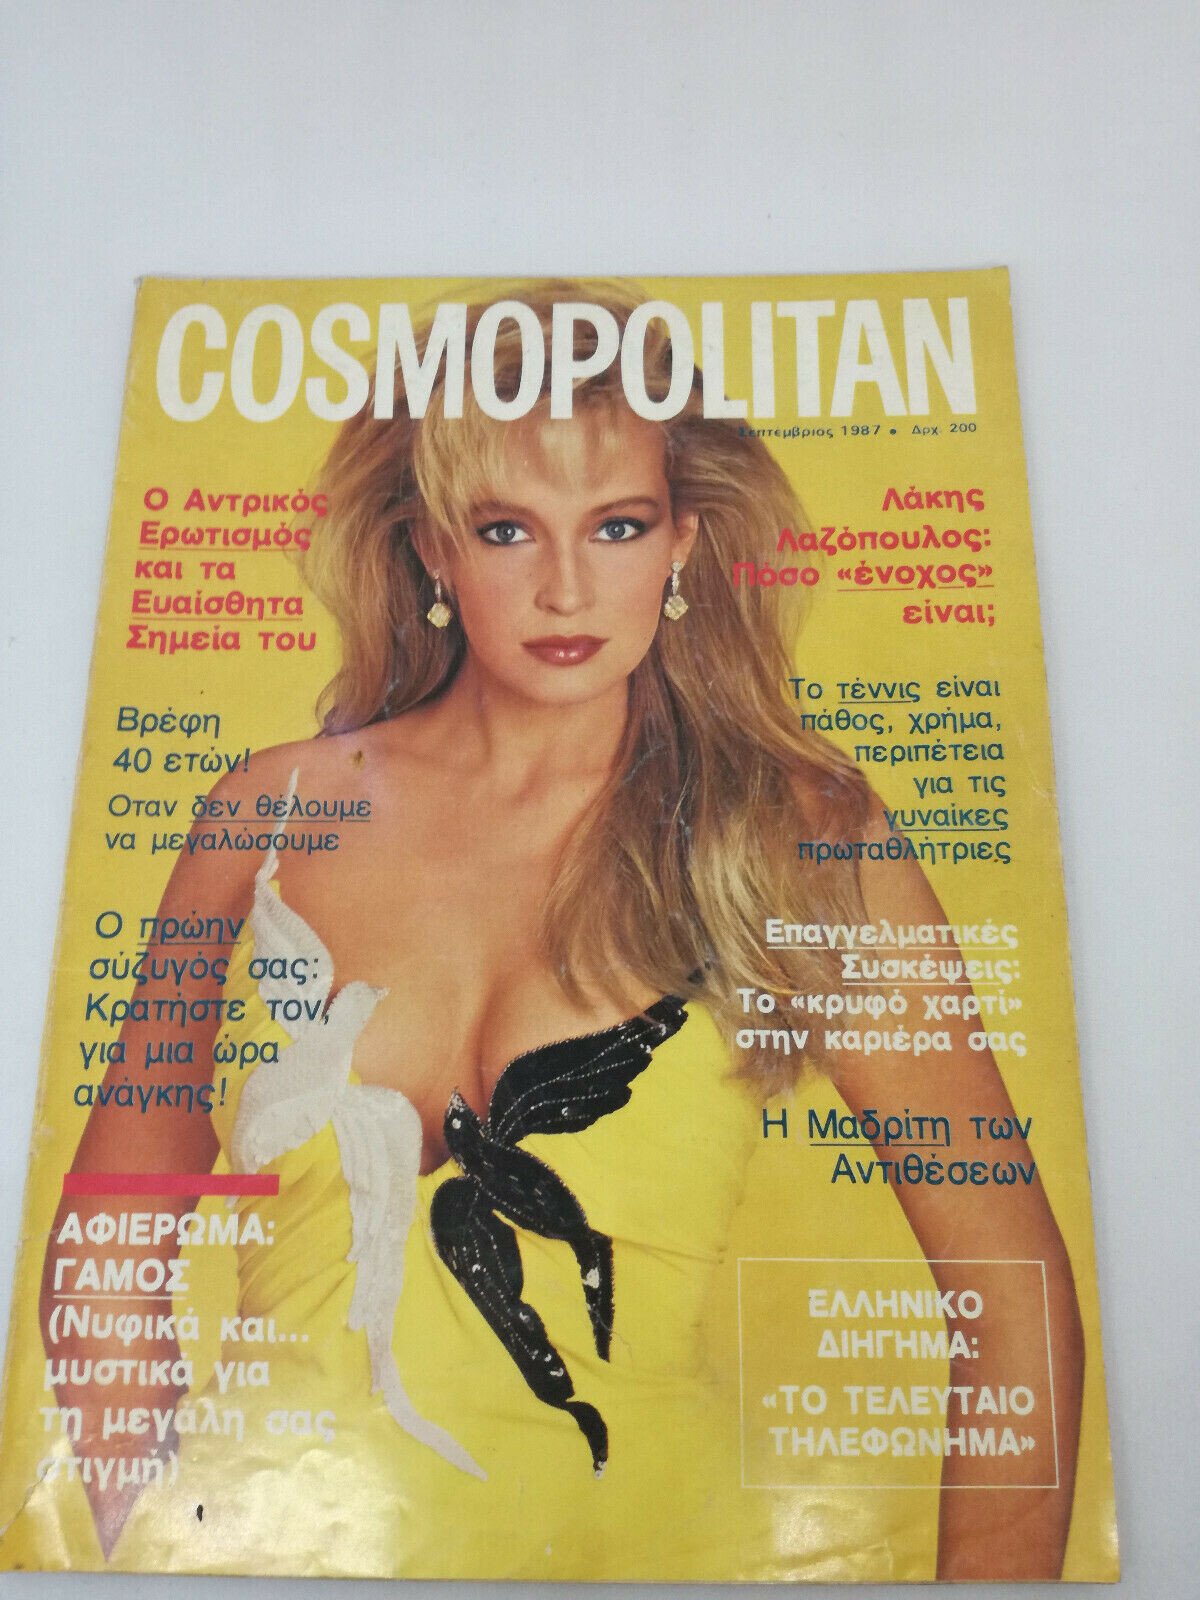 COSMOPOLITAN
Σεπτεμβριος 1987 • Δρχ. 200
Ο Αντρικός
Ερωτισμός
και τα
Ευαίσθητα
Σημεία του
Βρέφη
40 ετών!
Οταν δεν θέλουμε
να μεγαλώσουμε
Ο πρώην
σύζυγός σας:
Κρατήστε τον,
για μια ώρα
ανάγκης!
ΑΦΙΕΡΩΜΑ:
ΓΑΜΟΣ
(Νυφικά και...
μυστικά για
τη μεγάλη σας
στιγμή)
Λάκης
Λαζόπουλος:
Πόσο «ένοχος»
είναι;
Το τέννις είναι
πάθος, χρήμα,
περιπέτεια
για τις
γυναίκες
πρωταθλήτριες
Επαγγελματικές
Συσκέψεις:
Το «κρυφό χαρτί»
στην καριέρα σας
Η Μαδρίτη των
Αντιθέσεων
ΕΛΛΗΝΙΚΟ
ΔΙΗΓΗΜΑ:
«ΤΟ ΤΕΛΕΥΤΑΙΟ
ΤΗΛΕΦΩΝΗΜΑ»